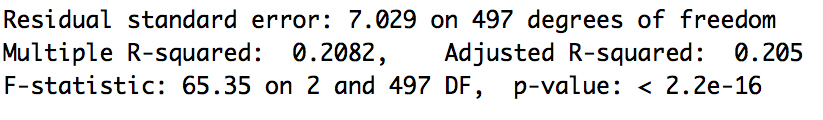 Residual standard error: 7.029 on 497 degrees of freedom
Multiple R-squared:  0.2082,    Adjusted R-squared:  0.205
F-statistic: 65.35 on 2 and 497 DF,  p-value: < 2.2e-16